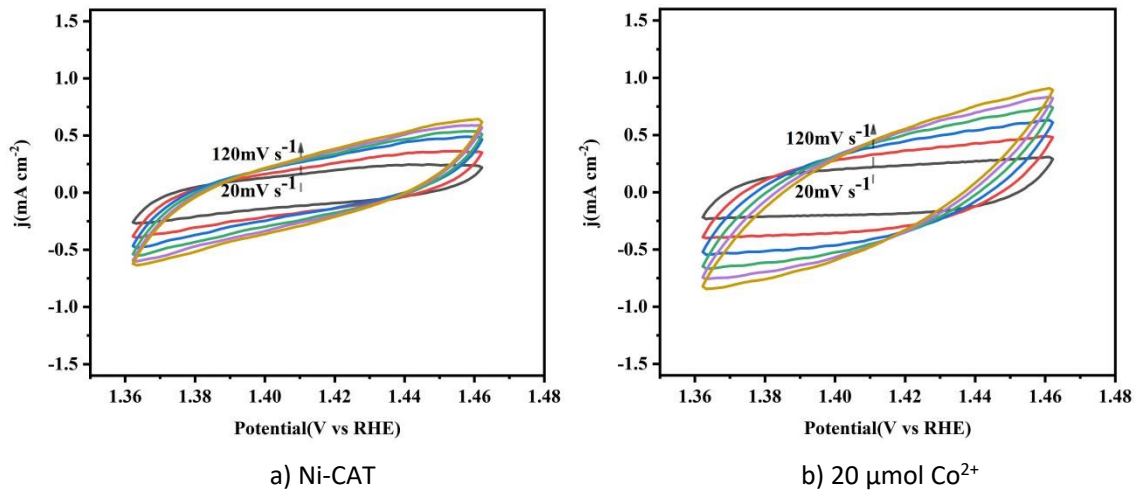 1.5
1.0
0.5
0.0
-0.5
-1.0
-1.5
j(mA cm-2)
120mV s-1
20mV s-1
1.36 1.38 1.40 1.42 1.44 1.46 1.48
Potential(V vs RHE)
a) Ni-CAT
1.5
1.0
0.5
0.0
-0.5
-1.0
-1.5
j(mA cm-2)
120mV s-1
20mV s-1
1.36 1.38 1.40 1.42 1.44 1.46 1.48
Potential(V vs RHE)
b) 20 µmol Co2+